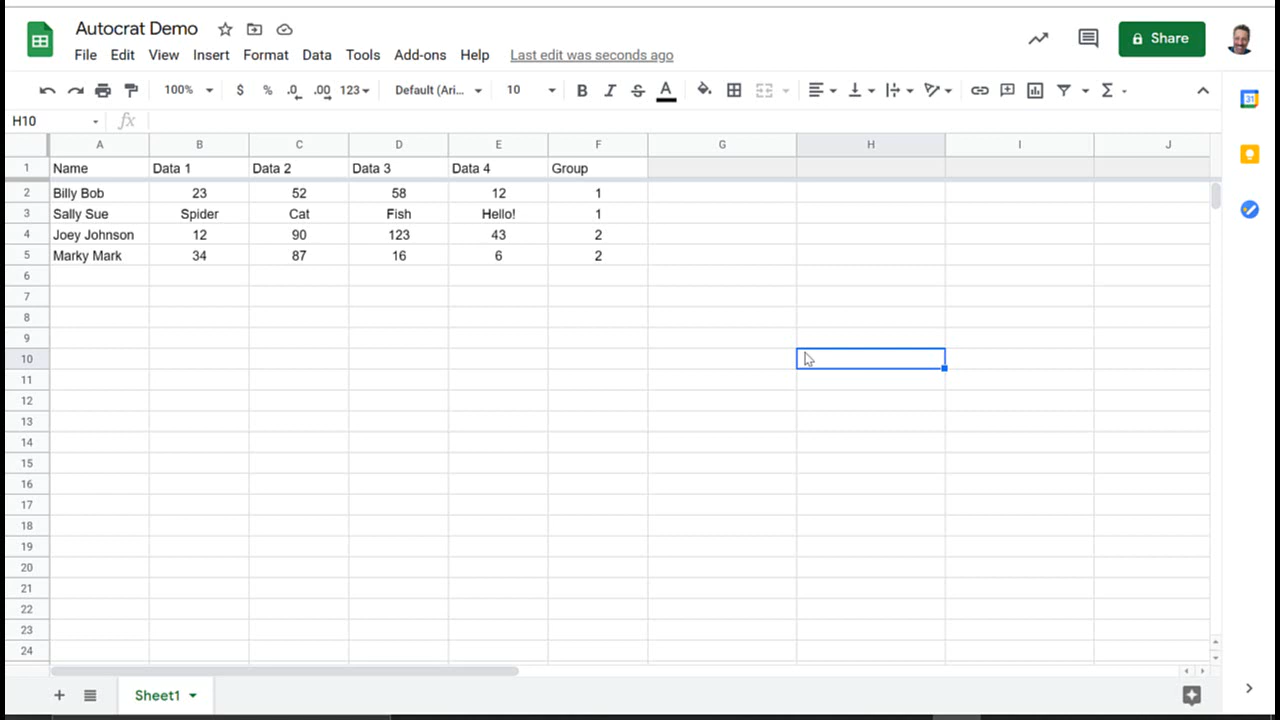 Autocrat Demo
File Edit View Insert Format Data Tools Add-ons Help Last edit was seconds ago
Share
100% $ % .0 .00 123 Default (Ari... 10 B I S A
31
H10 fx
A B C D E F G H I J
1 Name Data 1 Data 2 Data 3 Data 4 Group
2 Billy Bob 23 52 58 12 1
3 Sally Sue Spider Cat Fish Hello! 1
4 Joey Johnson 12 90 123 43 2
5 Marky Mark 34 87 16 6 2
6
7
8
9
10
11
12
13
14
15
16
17
18
19
20
21
22
23
24
Sheet1